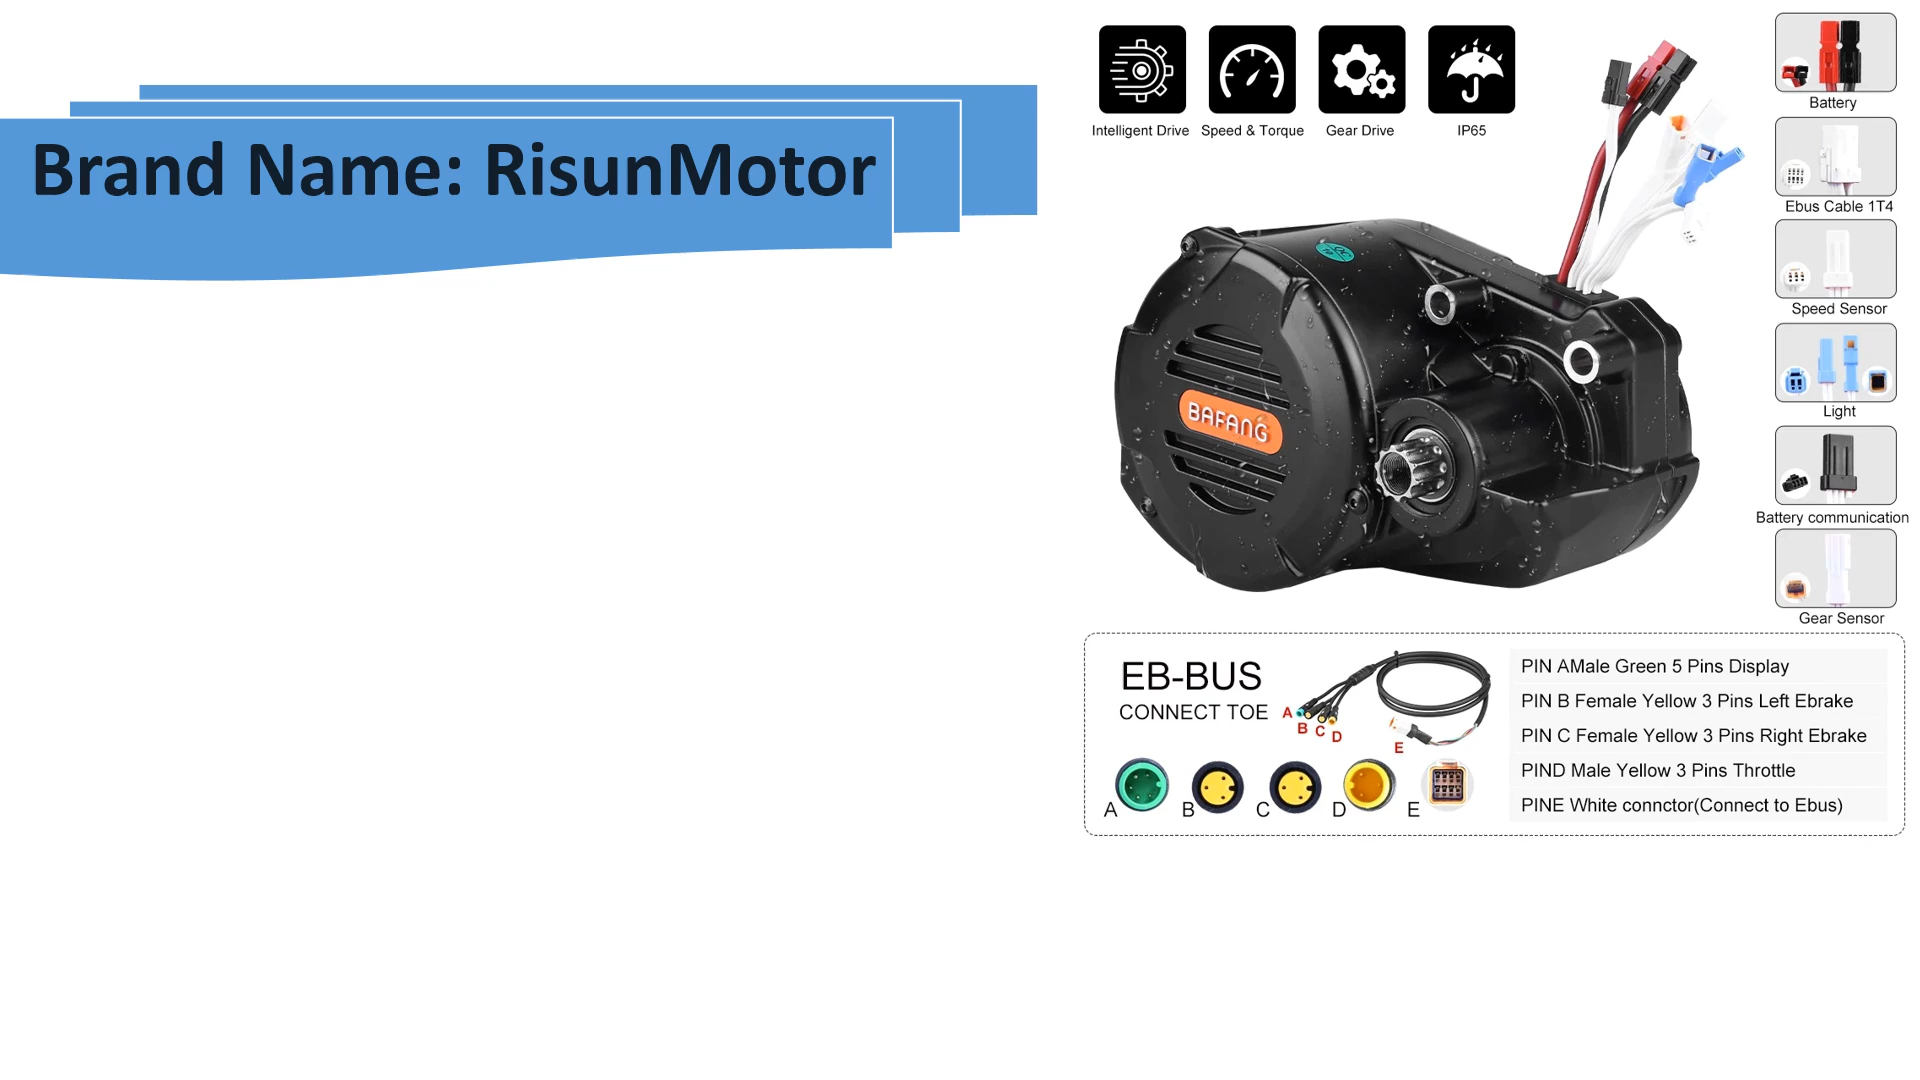 Brand Name: RisunMotor
Intelligent Drive
Speed & Torque
Gear Drive
IP65
BAFANG
Battery
Ebus Cable 1T4
Speed Sensor
Light
Battery communication
Gear Sensor
EB-BUS
CONNECT TOE
A
B
C
D
E
A
B
C
D
E
PIN AMale Green 5 Pins Display
PIN B Female Yellow 3 Pins Left Ebrake
PIN C Female Yellow 3 Pins Right Ebrake
PIND Male Yellow 3 Pins Throttle
PINE White connctor(Connect to Ebus)